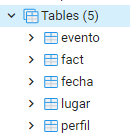 Tables (5)
evento
fact
fecha
lugar
perfil